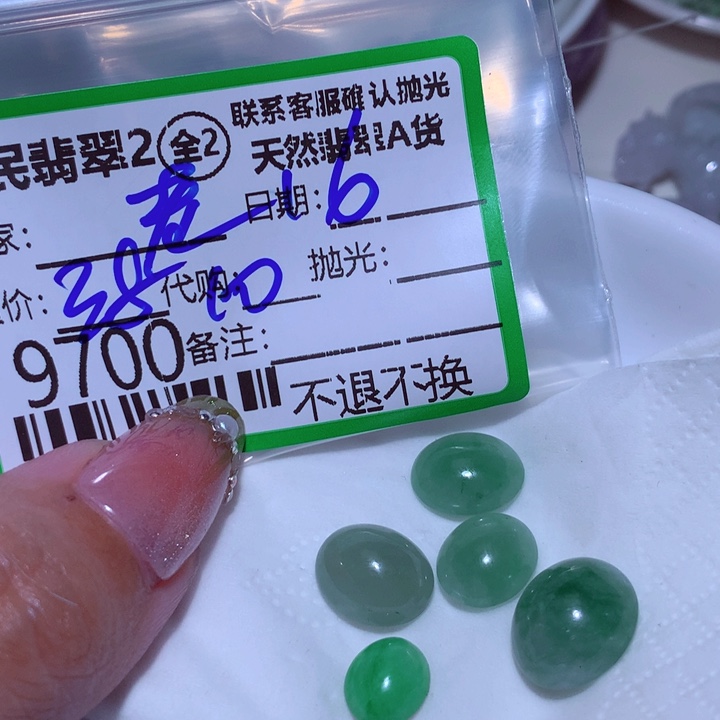 联系客服确认抛光
民翡翠2 全2
天然翡翠A货
家:
日期: 16
价: 代购:
抛光:
9700 备注:
不退不换